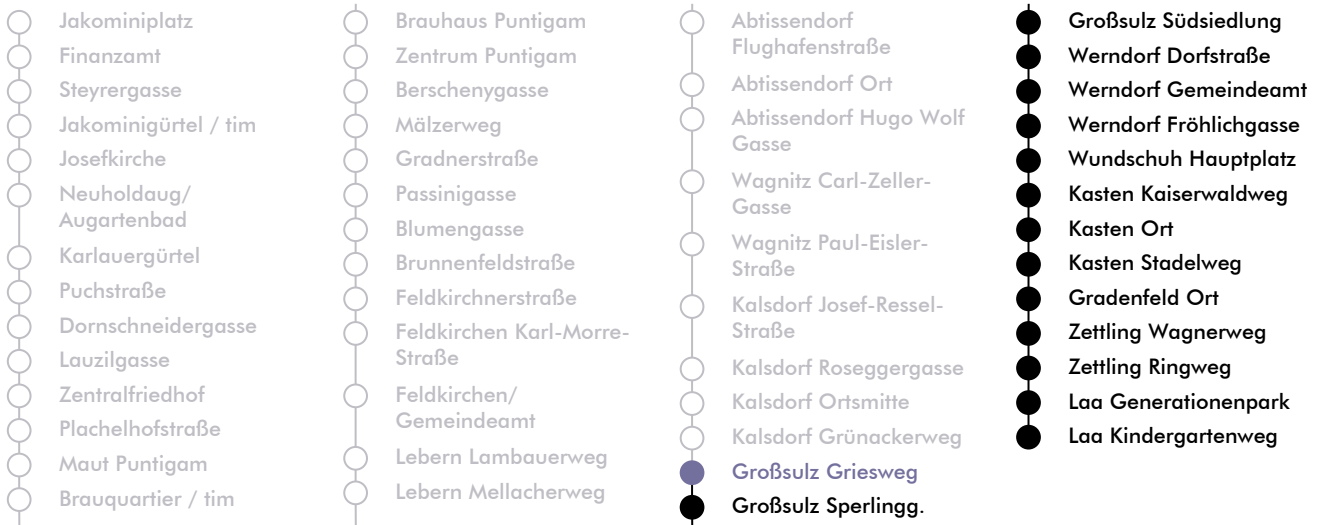 Jakominiplatz
Finanzamt
Steyrergasse
Jakominigürtel / tim
Josefkirche
Neuholdaug/
Augartenbad
Karlauergürtel
Puchstraße
Dornschneidergasse
Lauzilgasse
Zentralfriedhof
Plachelhofstraße
Maut Puntigam
Brauquartier / tim
Brauhaus Puntigam
Zentrum Puntigam
Berschenygasse
Mälzerweg
Gradnerstraße
Passinigasse
Blumengasse
Brunnenfeldstraße
Feldkirchnerstraße
Feldkirchen Karl-Morre-
Straße
Feldkirchen/
Gemeindeamt
Lebern Lambauerweg
Lebern Mellacherweg
Abtissendorf
Flughafenstraße
Abtissendorf Ort
Abtissendorf Hugo Wolf
Gasse
Wagnitz Carl-Zeller-
Gasse
Wagnitz Paul-Eisler-
Straße
Kalsdorf Josef-Ressel-
Straße
Kalsdorf Roseggergasse
Kalsdorf Ortsmitte
Kalsdorf Grünackerweg
Großsulz Griesweg
Großsulz Sperlingg.
Großsulz Südsiedlung
Werndorf Dorfstraße
Werndorf Gemeindeamt
Werndorf Fröhlichgasse
Wundschuh Hauptplatz
Kasten Kaiserwaldweg
Kasten Ort
Kasten Stadelweg
Gradenfeld Ort
Zettling Wagnerweg
Zettling Ringweg
Laa Generationenpark
Laa Kindergartenweg